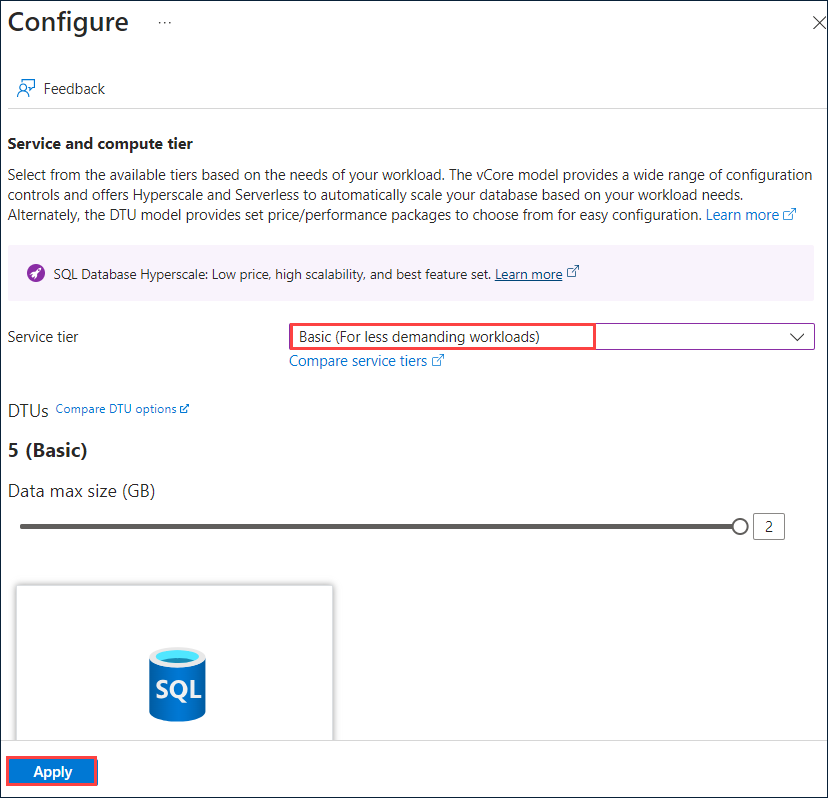 Configure ...
Feedback
Service and compute tier
Select from the available tiers based on the needs of your workload. The vCore model provides a wide range of configuration
controls and offers Hyperscale and Serverless to automatically scale your database based on your workload needs.
Alternately, the DTU model provides set price/performance packages to choose from for easy configuration. Learn more
SQL Database Hyperscale: Low price, high scalability, and best feature set. Learn more
Service tier
Basic (For less demanding workloads)
Compare service tiers
DTUs Compare DTU options
5 (Basic)
Data max size (GB)
2
SQL
Apply